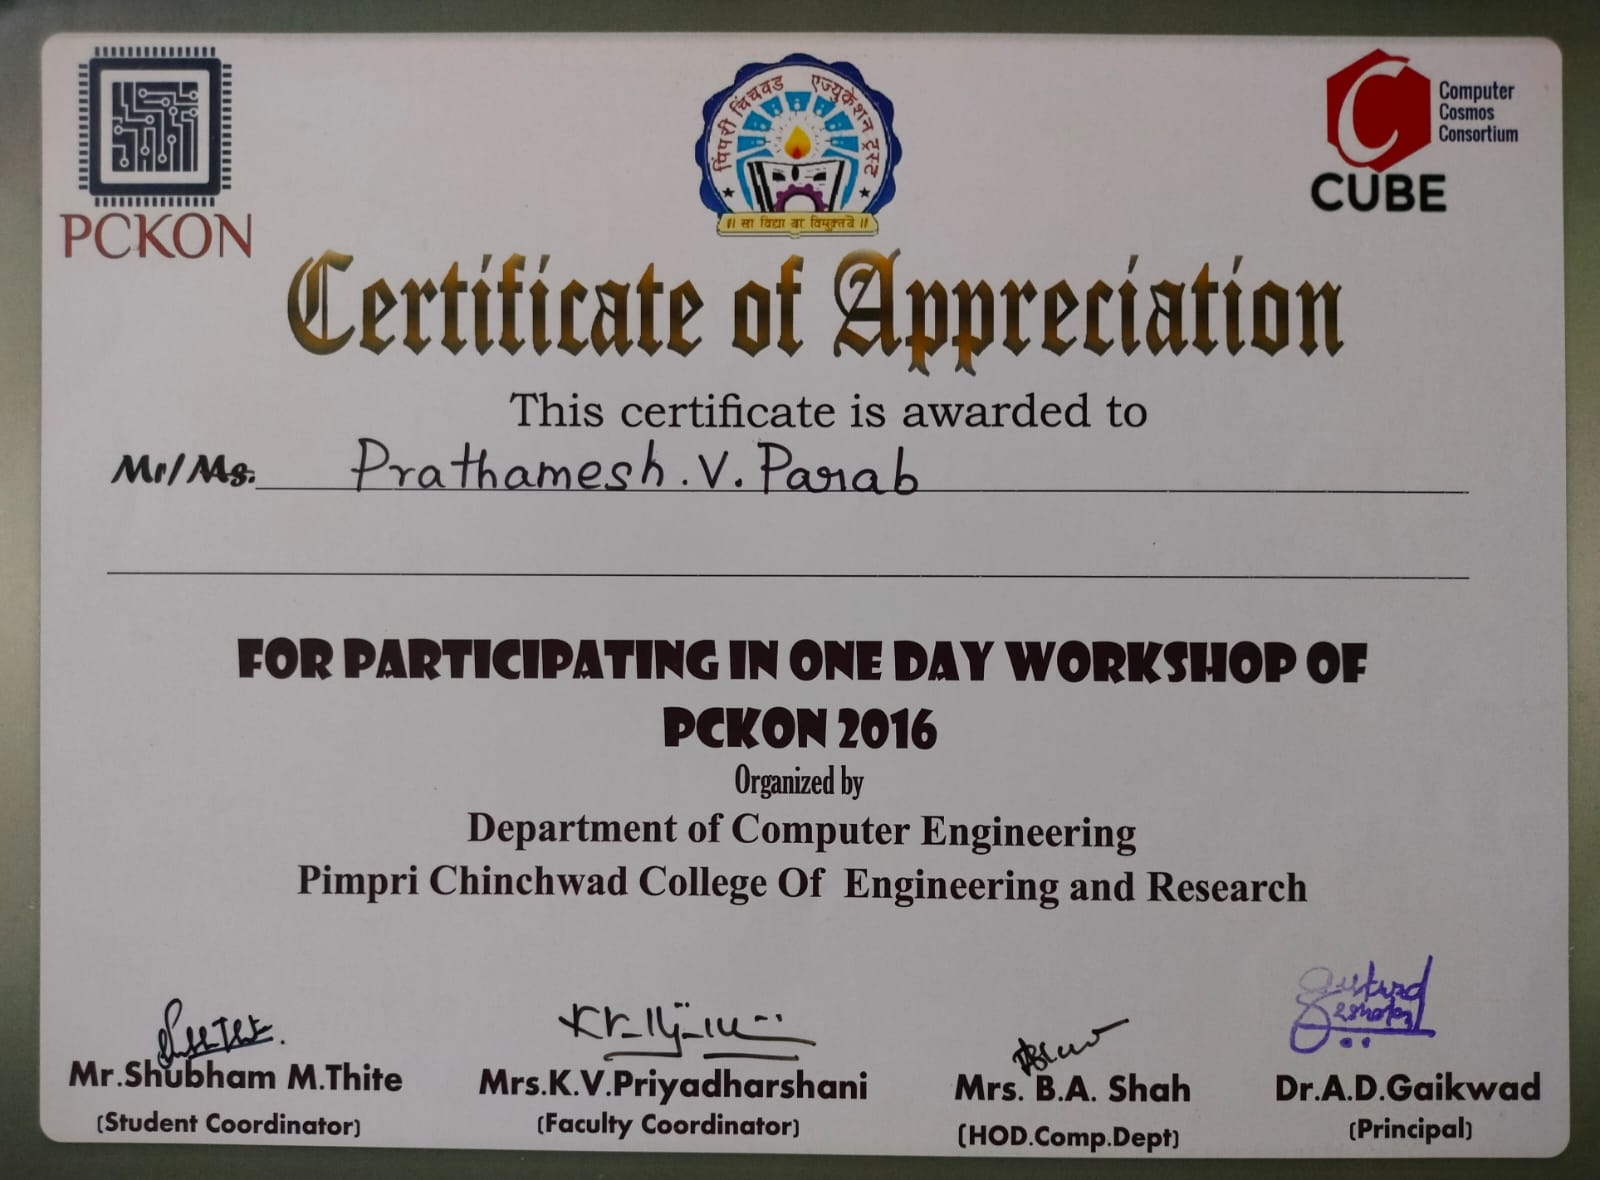 पिंपरी चिंचवड एज्युकेशन ट्रस्ट
Computer
Cosmos
Consortium
CUBE
॥ सा विद्या या विमुक्तये ॥
PCKON
Certificate of Appreciation
This certificate is awarded to
Mr/Ms. Prathamesh. V. Parab
FOR PARTICIPATING IN ONE DAY WORKSHOP OF
PCKON 2016
Organized by
Department of Computer Engineering
Pimpri Chinchwad College Of Engineering and Research
Mr.Shubham M.Thite
(Student Coordinator)
Mrs.K.V.Priyadharshani
(Faculty Coordinator)
Mrs. B.A. Shah
(HOD.Comp.Dept)
Dr.A.D.Gaikwad
(Principal)